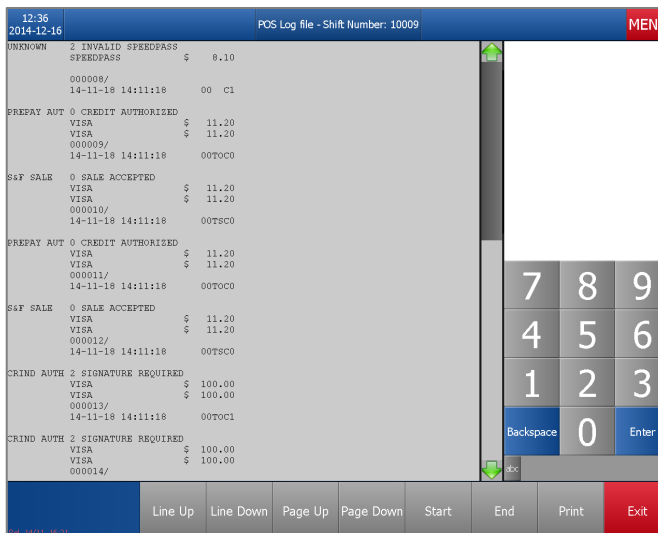 12:36
2014-12-16
POS Log file - Shift Number: 10009
MEN
UNKNOWN 2 INVALID SPEEDPASS
SPEEDPASS $ 8.10
000008/
14-11-18 14:11:18 00 C1
PREPAY AUT 0 CREDIT AUTHORIZED
VISA $ 11.20
VISA $ 11.20
000009/
14-11-18 14:11:18 00TOC0
S&F SALE 0 SALE ACCEPTED
VISA $ 11.20
VISA $ 11.20
000010/
14-11-18 14:11:18 00TSC0
PREPAY AUT 0 CREDIT AUTHORIZED
VISA $ 11.20
VISA $ 11.20
000011/
14-11-18 14:11:18 00TOC0
S&F SALE 0 SALE ACCEPTED
VISA $ 11.20
VISA $ 11.20
000012/
14-11-18 14:11:18 00TSC0
CRIND AUTH 2 SIGNATURE REQUIRED
VISA $ 100.00
VISA $ 100.00
000013/
14-11-18 14:11:18 00TOC1
CRIND AUTH 2 SIGNATURE REQUIRED
VISA $ 100.00
VISA $ 100.00
000014/
7 8 9
4 5 6
1 2 3
Backspace 0 Enter
abc
Line Up Line Down Page Up Page Down Start End Print Exit